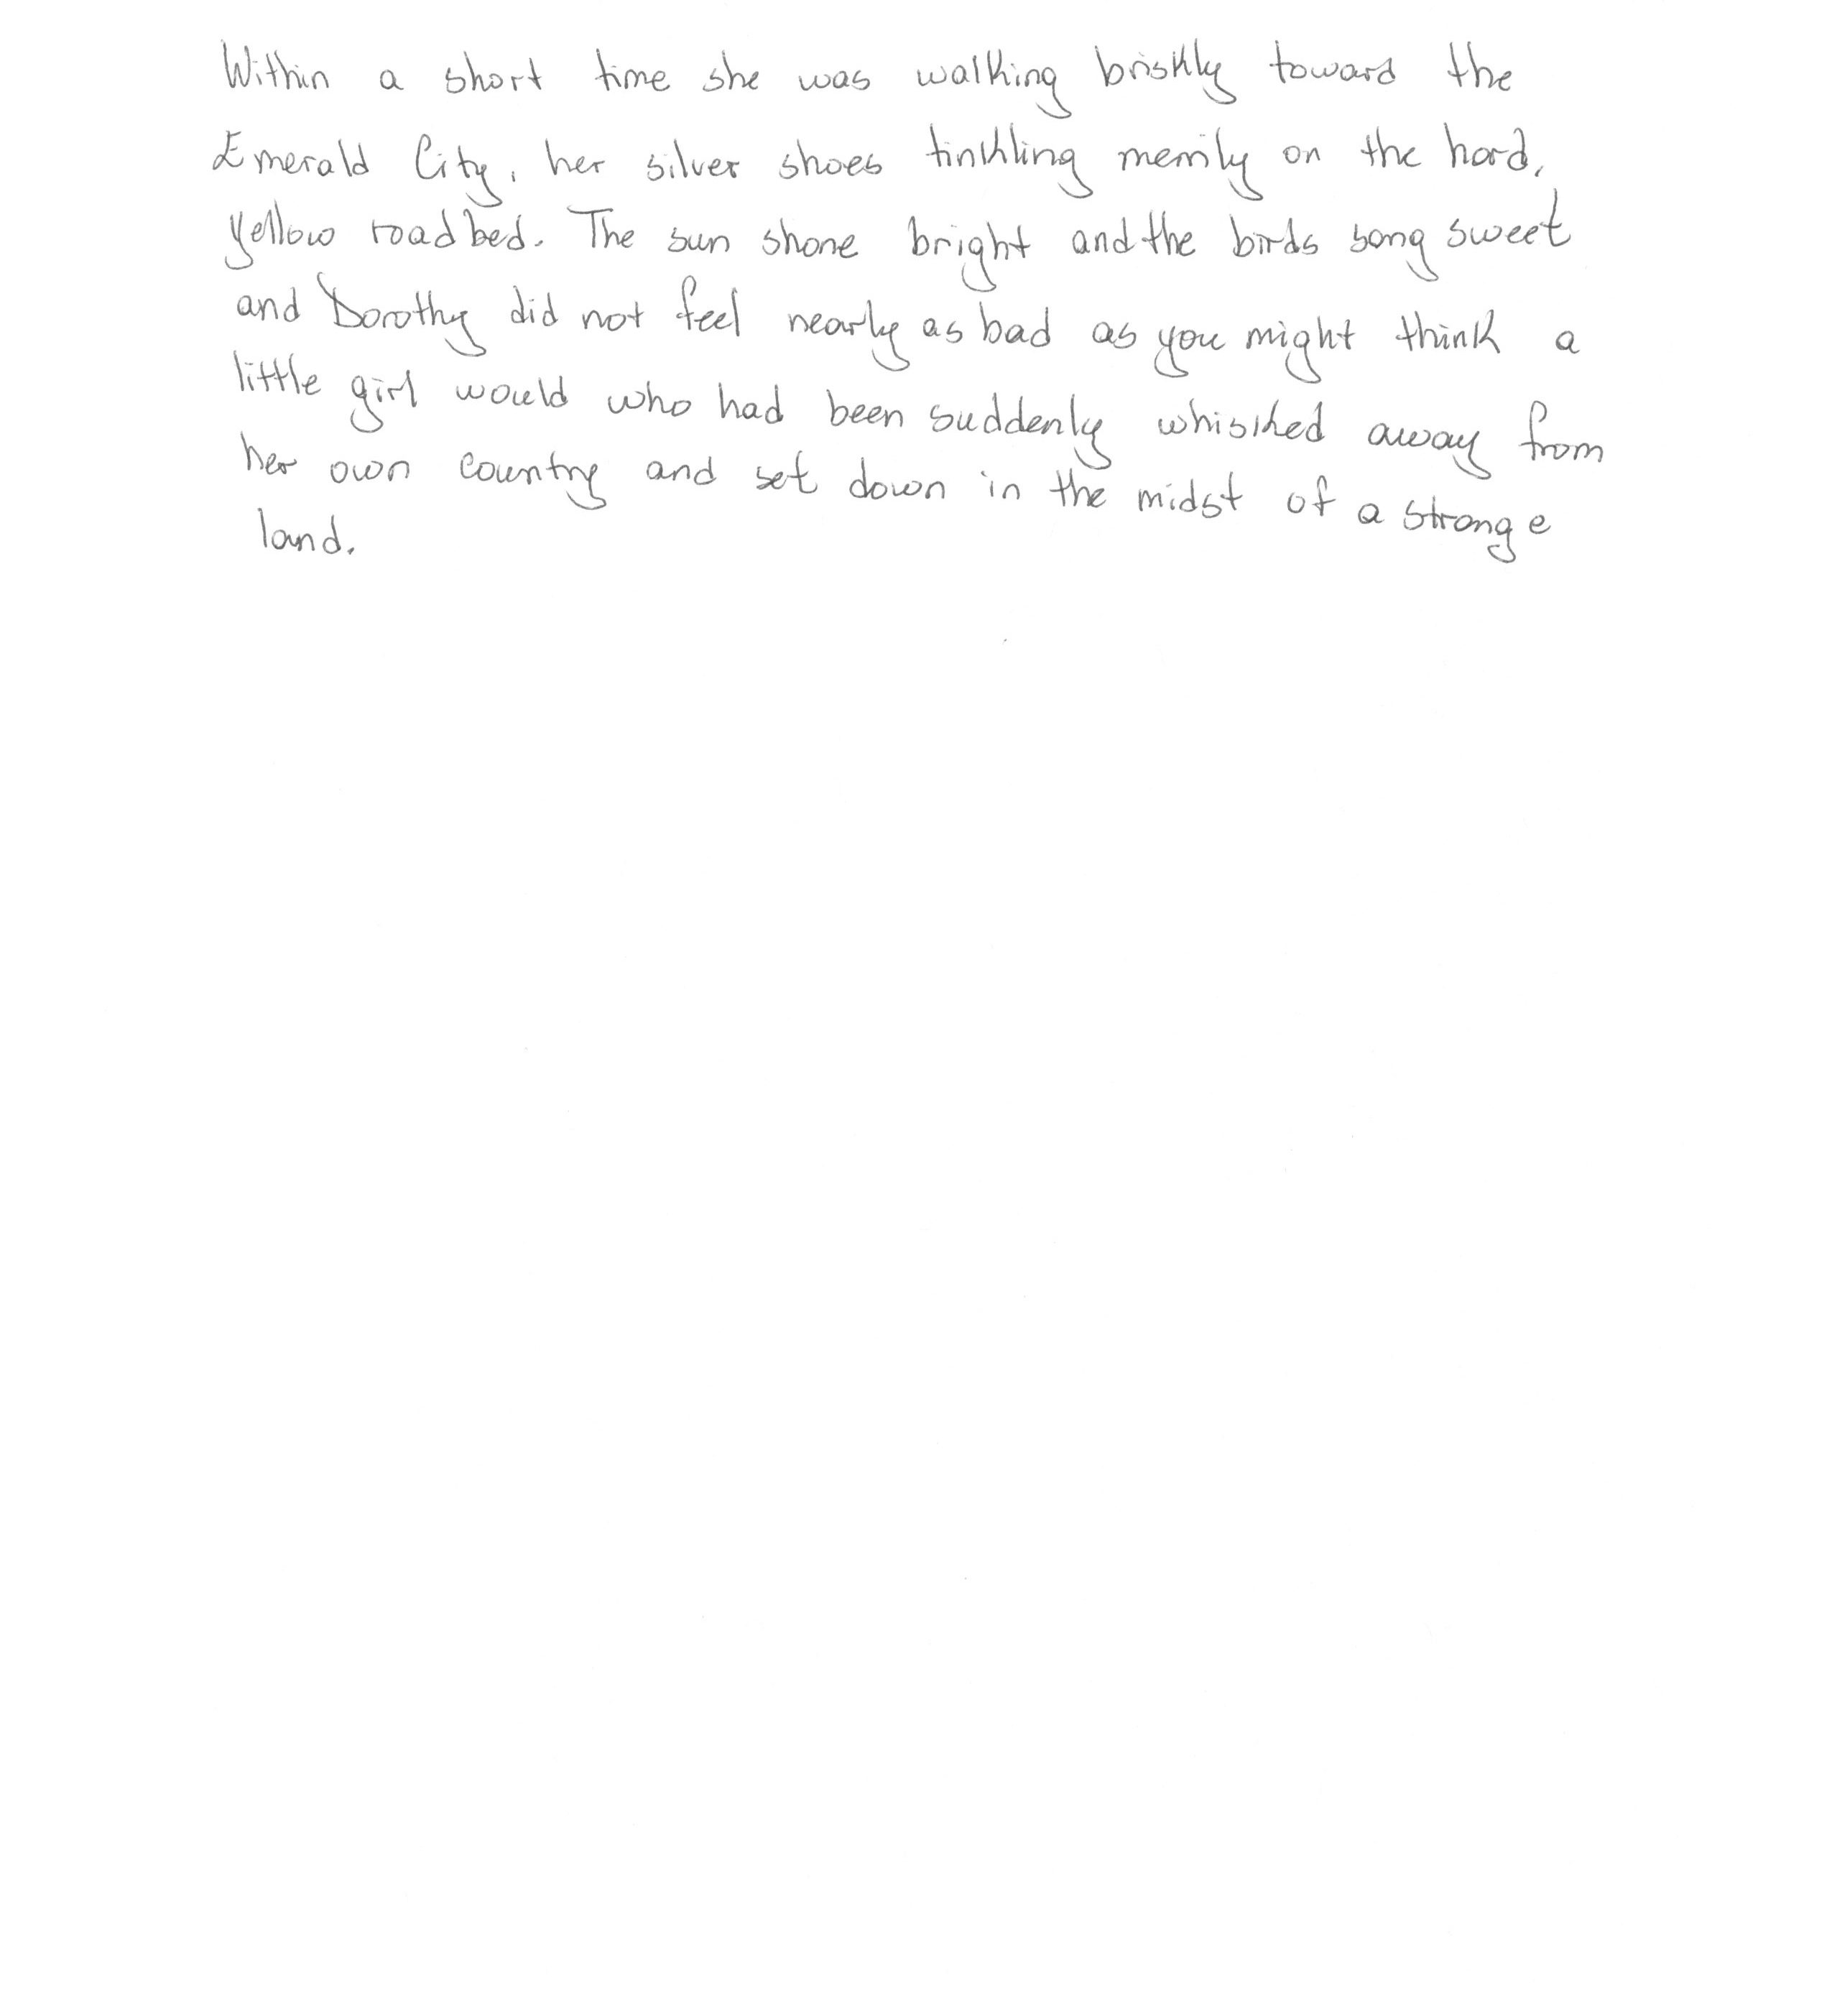 Within a short time she was walking briskly toward the
Emerald City, her silver shoes tinkling merrily on the hard,
yellow roadbed. The sun shone bright and the birds sang sweet
and Dorothy did not feel nearly as bad as you might think a
little girl would who had been suddenly whisked away from
her own country and set down in the midst of a strange
land.